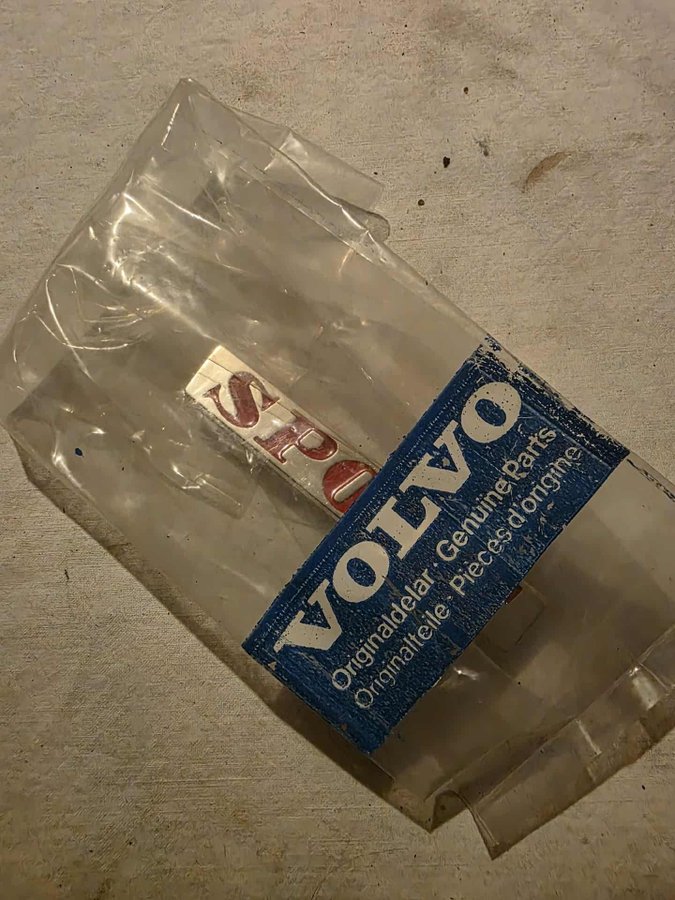 SPO
VOLVO
Originaldelar · Genuine Parts
Originalteile · Pièces d'origine